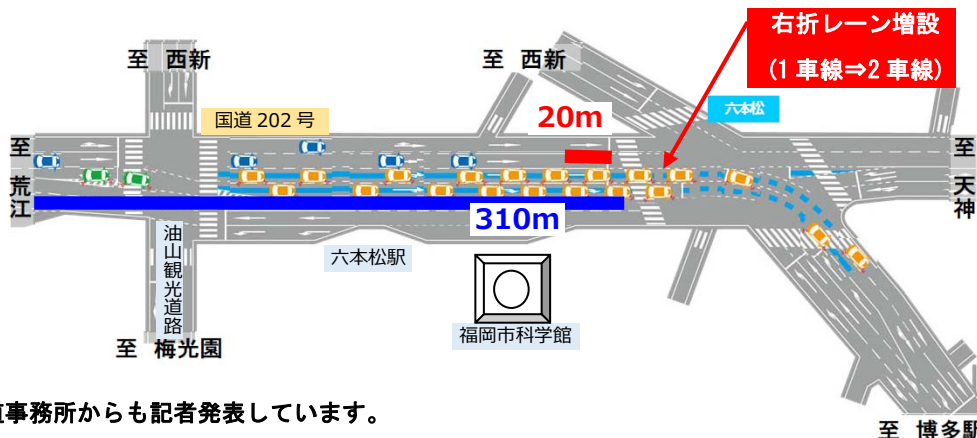 右折レーン増設
(1車線⇒2車線)
至 西新
至 西新
国道 202 号
20m
六本松
至 荒江
至 天神
310m
油山観光道路
六本松駅
福岡市科学館
至 梅光園
道事務所からも記者発表しています。
至 博多駅